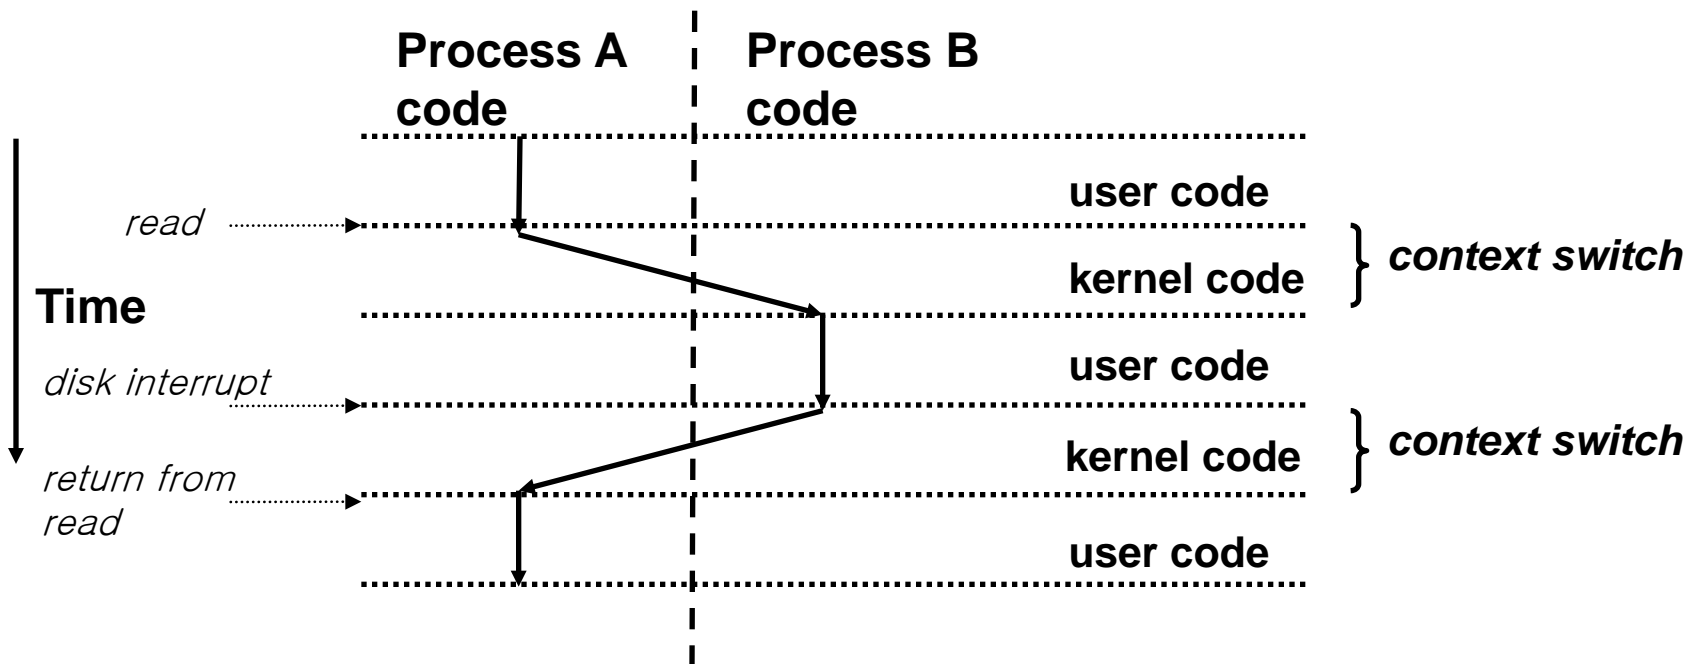 Process A
code
Process B
code
user code
read
context switch
kernel code
Time
user code
disk interrupt
context switch
kernel code
return from
read
user code